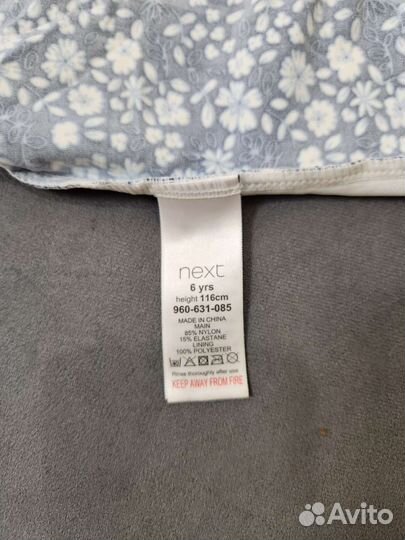 next
6 yrs
height 116cm
960-631-085
MADE IN CHINA
MAIN
85% NYLON
15% ELASTANE
LINING
100% POLYESTER
Rinse thoroughly after use
KEEP AWAY FROM FIRE
Avito